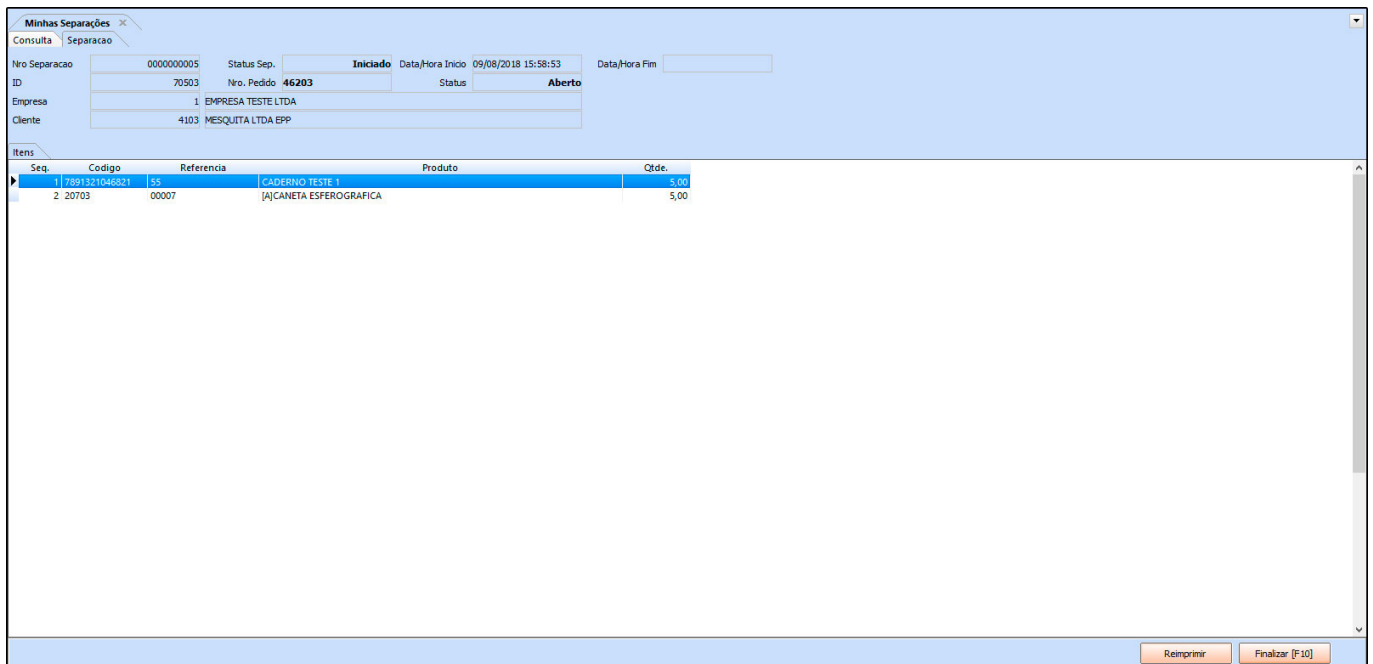 Minhas Separações
Consulta Separacao
Nro Separacao 0000000005 Status Sep. Iniciado Data/Hora Inicio 09/08/2018 15:58:53 Data/Hora Fim
ID 70503 Nro. Pedido 46203 Status Aberto
Empresa 1 EMPRESA TESTE LTDA
Cliente 4103 MESQUITA LTDA EPP
Itens
Seq. Codigo Referencia Produto Qtde.
1 7891321046821 55 CADERNO TESTE 1 5,00
2 20703 00007 [A]CANETA ESFEROGRAFICA 5,00
Reimprimir Finalizar [F10]